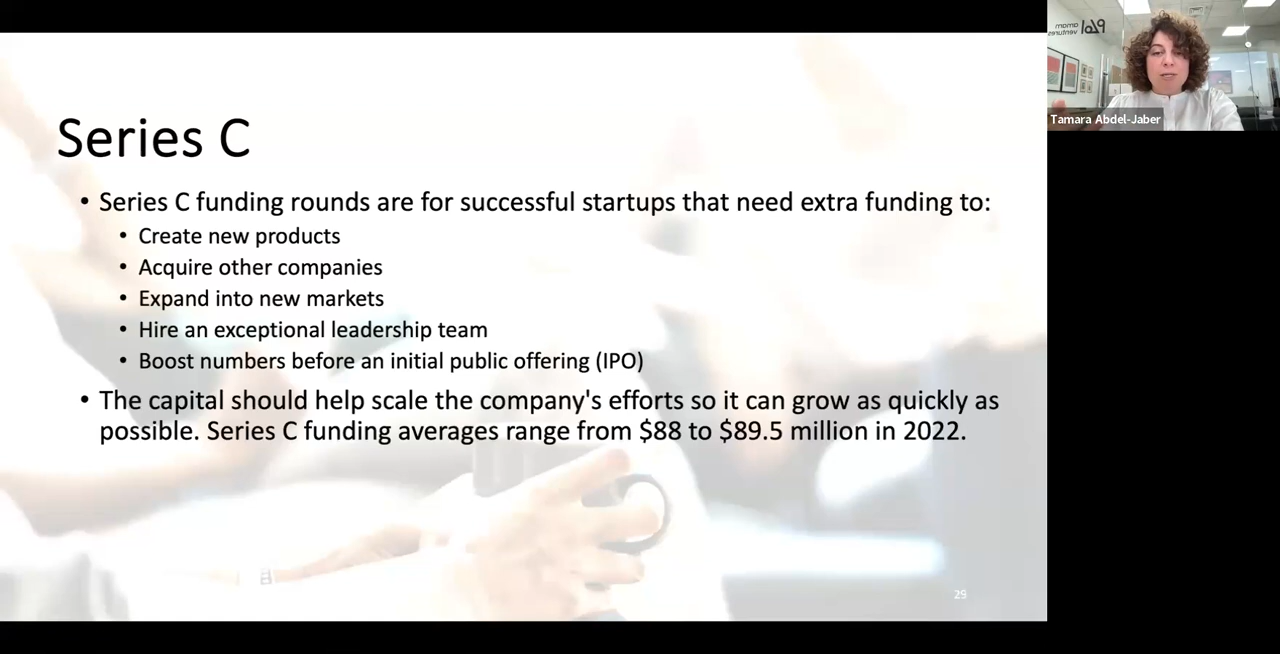 Series C
• Series C funding rounds are for successful startups that need extra funding to:
• Create new products
• Acquire other companies
• Expand into new markets
• Hire an exceptional leadership team
• Boost numbers before an initial public offering (IPO)
• The capital should help scale the company's efforts so it can grow as quickly as
possible. Series C funding averages range from $88 to $89.5 million in 2022.
29
amam
ventures
Tamara Abdel-Jaber